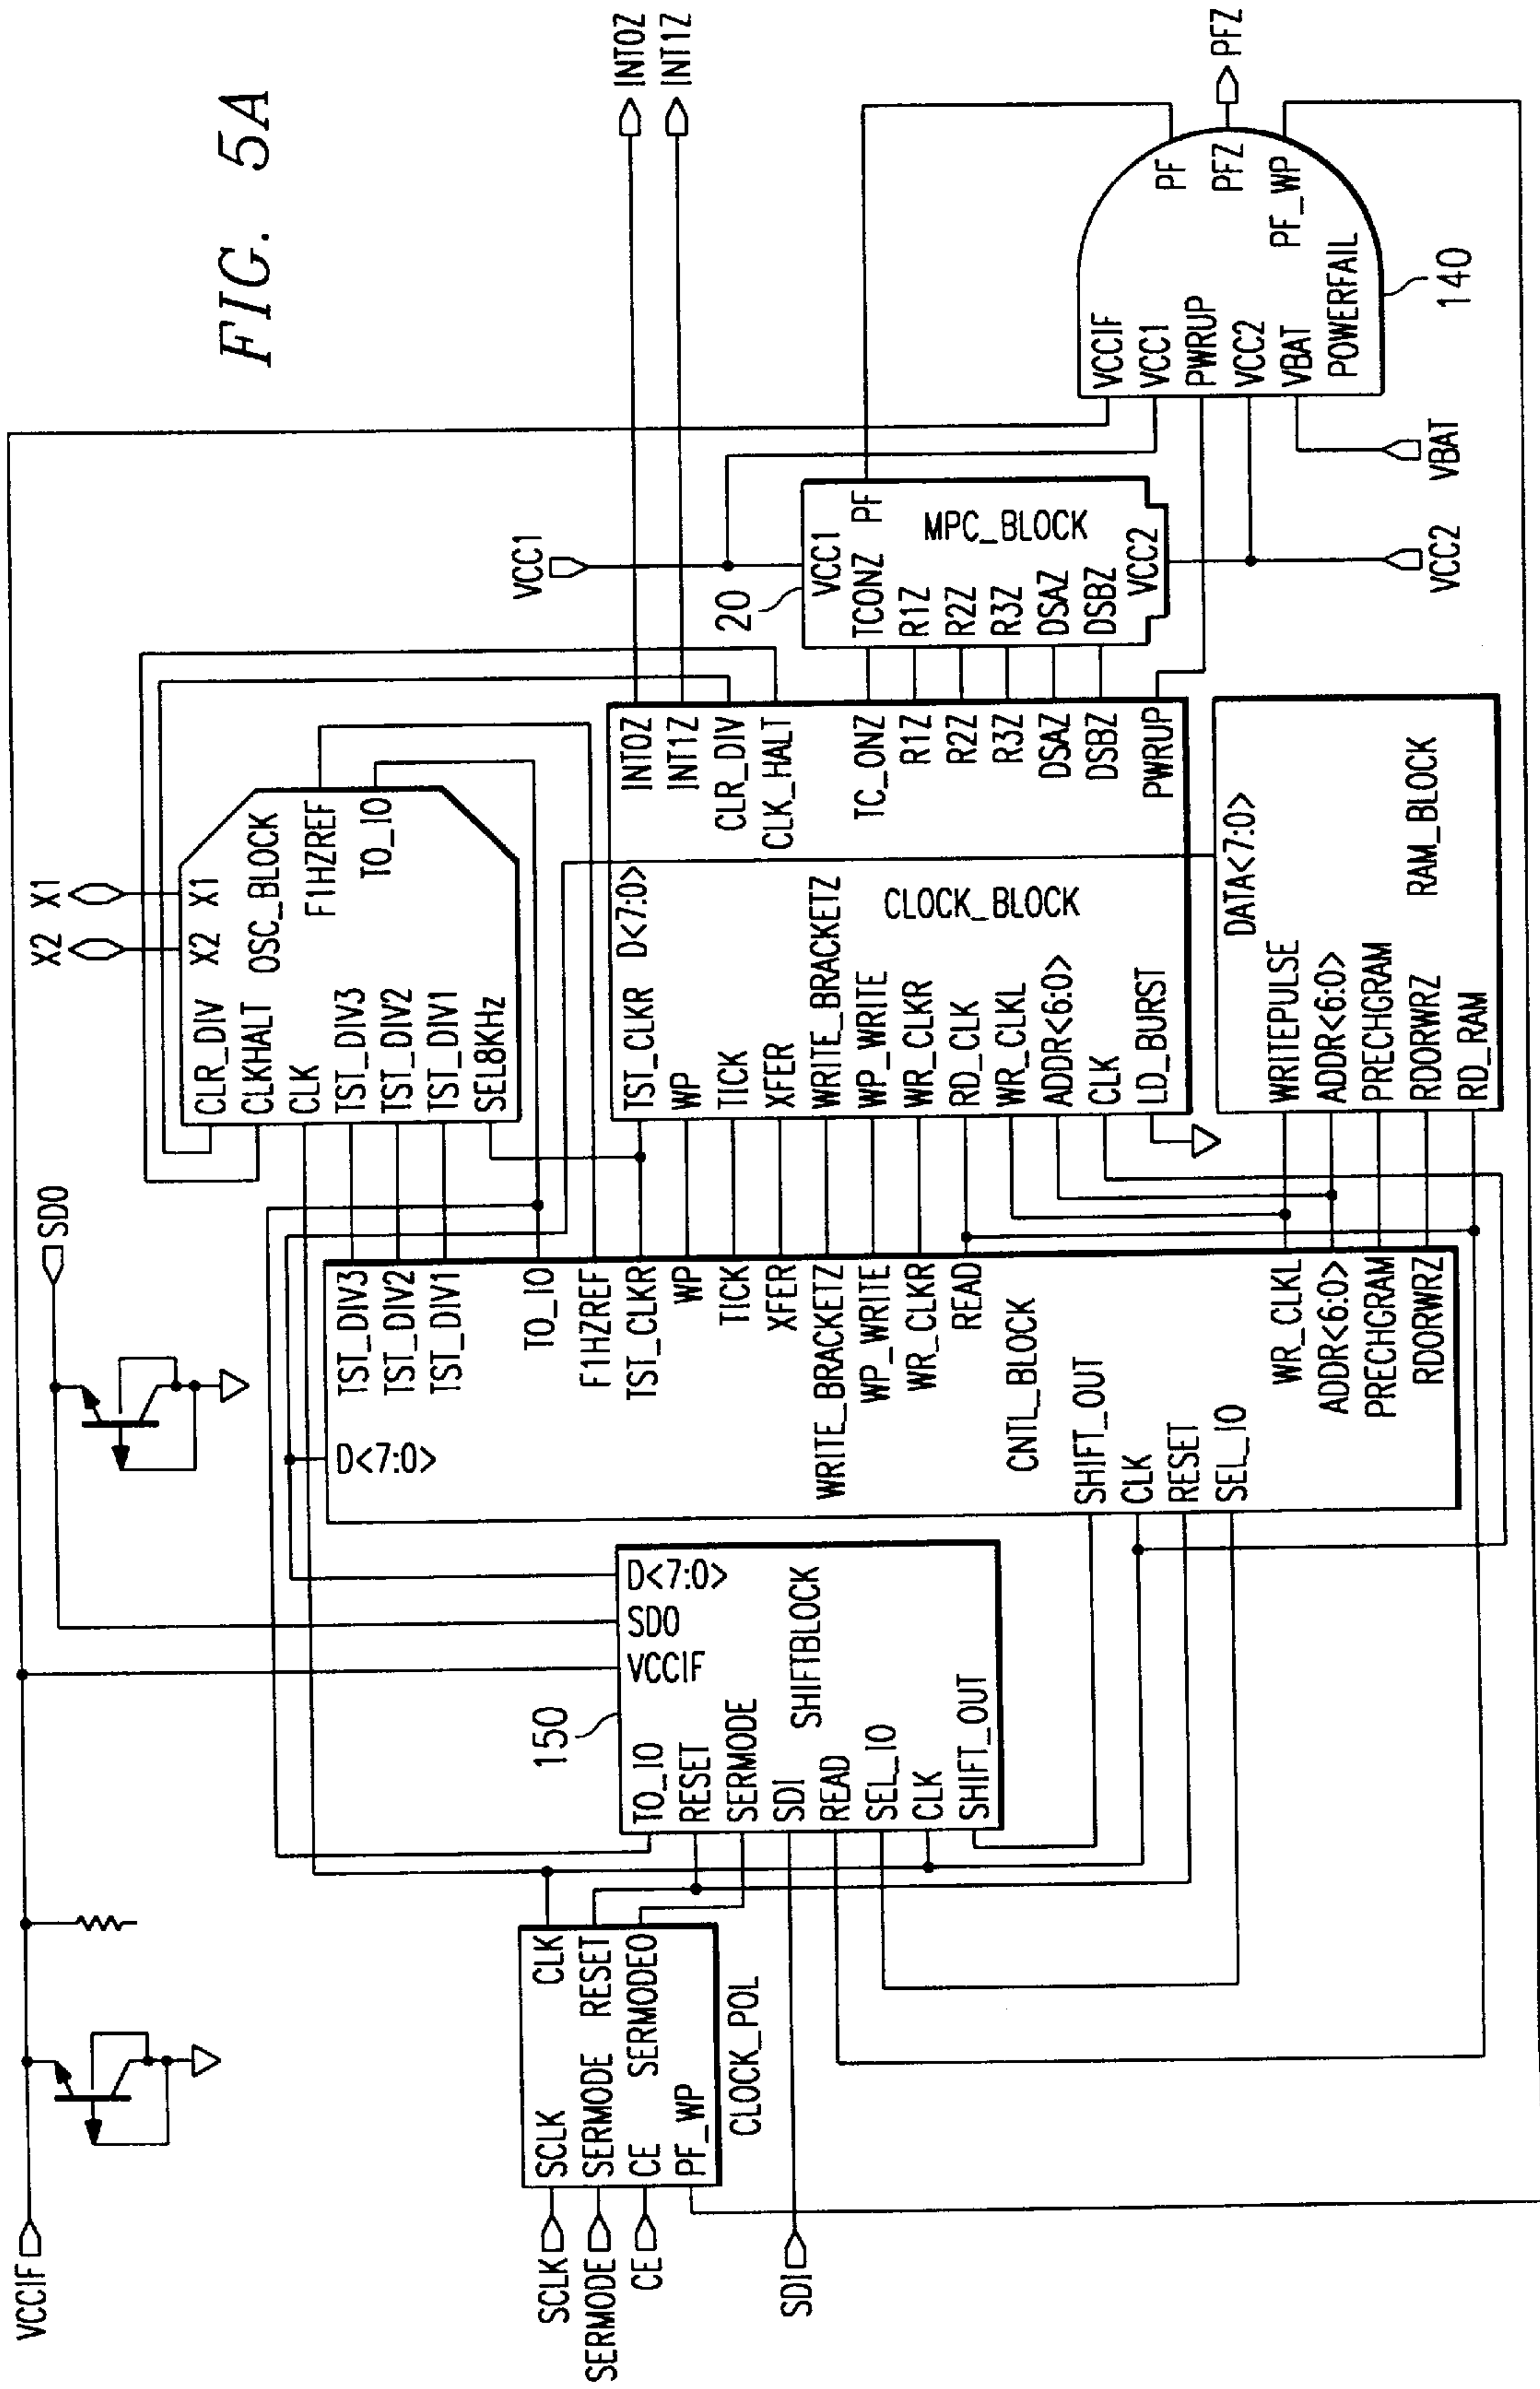 FIG. 5A
VCCIF
SDO
X2
X1
VCC1
INT0Z
INT1Z
CLR_DIV
CLKHALT
CLK
TST_DIV3
TST_DIV2
TST_DIV1
SEL8KHz
X2
X1
OSC_BLOCK
F1HZREF
TO_IO
TST_DIV3
TST_DIV2
TST_DIV1
D<7:0>
TO_IO
F1HZREF
TST_CLKR
WP
TICK
XFER
WRITE_BRACKETZ
WP_WRITE
WR_CLKR
READ
CNTL_BLOCK
SHIFT_OUT
CLK
RESET
SEL_IO
WR_CLKL
ADDR<6:0>
PRECHGRAM
RDORWRZ
SCLK
SERMODE
CE
SDI
SCLK
SERMODE
CE
PF_WP
CLK
RESET
SERMODEO
CLOCK_POL
150
TO_IO
RESET
SERMODE
SDI
READ
SEL_IO
CLK
SHIFT_OUT
VCCIF
SDO
D<7:0>
SHIFTBLOCK
TST_CLKR
WP
TICK
XFER
WRITE_BRACKETZ
WP_WRITE
WR_CLKR
RD_CLK
WR_CLKL
ADDR<6:0>
CLK
LD_BURST
D<7:0>
CLOCK_BLOCK
INT0Z
INT1Z
CLR_DIV
CLK_HALT
TC_ONZ
R1Z
R2Z
R3Z
DSAZ
DSBZ
PWRUP
20
VCC1
TCONZ
R1Z
R2Z
R3Z
DSAZ
DSBZ
VCC2
PF
MPC_BLOCK
DATA<7:0>
WRITEPULSE
ADDR<6:0>
PRECHGRAM
RDORWRZ
RD_RAM
RAM_BLOCK
VCCIF
VCC1
PWRUP
VCC2
VBAT
POWERFAIL
PF
PFZ
PF_WP
140
PFZ
VBAT
VCC2